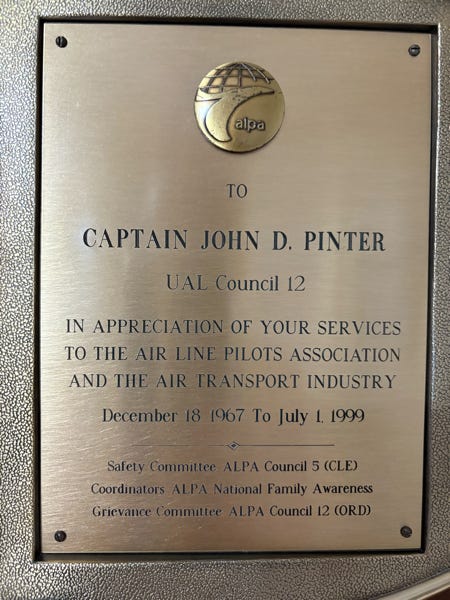 alpa
TO
CAPTAIN JOHN D. PINTER
UAL Council 12
IN APPRECIATION OF YOUR SERVICES
TO THE AIR LINE PILOTS ASSOCIATION
AND THE AIR TRANSPORT INDUSTRY
December 18 1967 To July 1, 1999
Safety Committee ALPA Council 5 (CLE)
Coordinators ALPA National Family Awareness
Grievance Committee ALPA Council 12 (ORD)